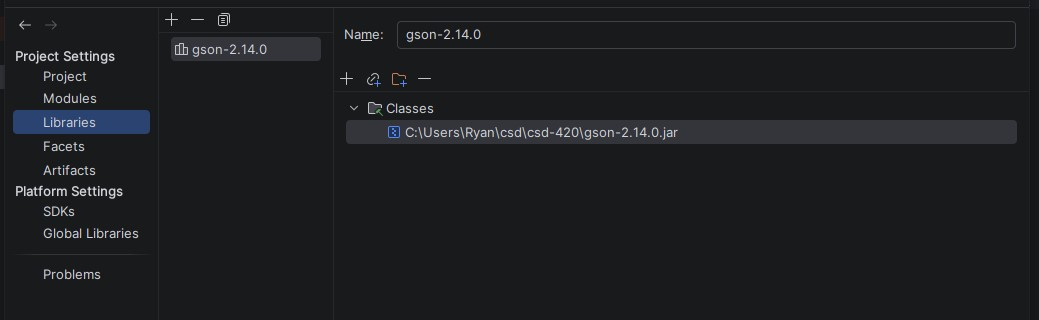 Project Settings
Project
Modules
Libraries
Facets
Artifacts
Platform Settings
SDKs
Global Libraries
Problems
gson-2.14.0
Name: gson-2.14.0
Classes
C:\Users\Ryan\csd\csd-420\gson-2.14.0.jar